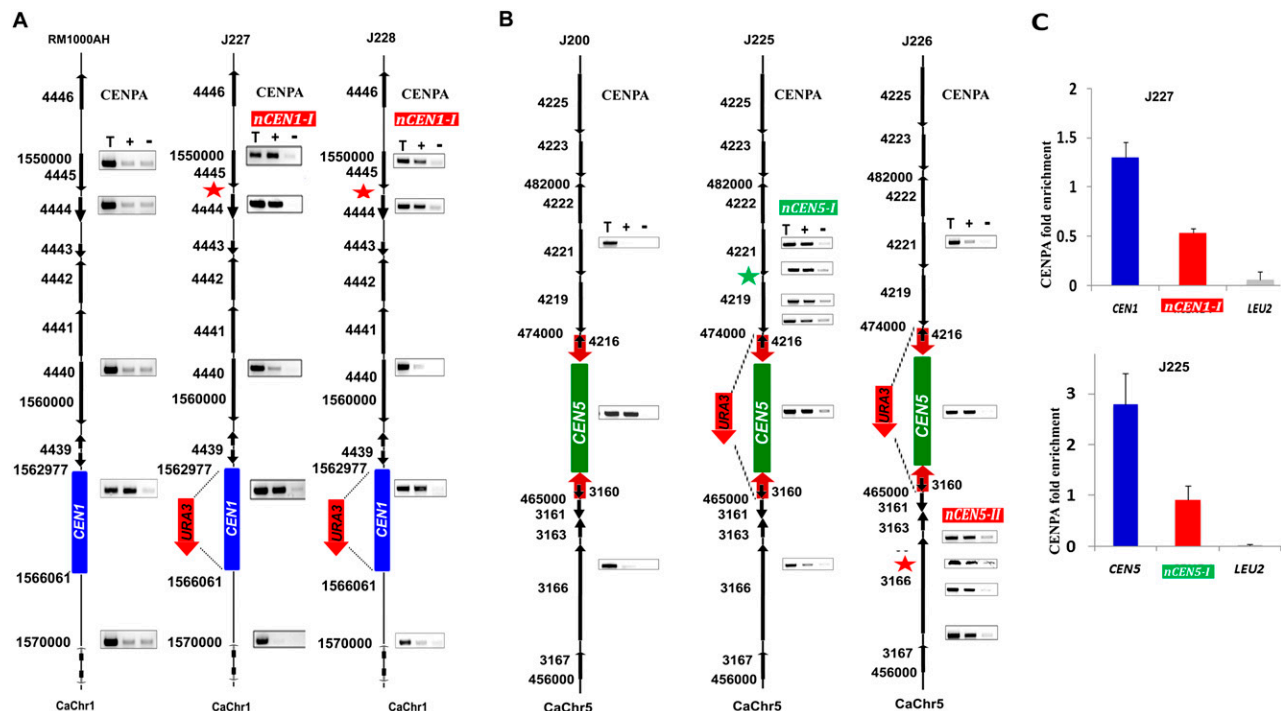 A
RM1000AH
J227
J228
CENPA
CENPA
CENPA
nCEN1-I
nCEN1-I
T + -
T + -
T + -
4446
4446
4446
1550000
1550000
1550000
4445
4445
4445
4444
4444
4444
4443
4443
4443
4442
4442
4442
4441
4441
4441
4440
4440
4440
1560000
1560000
1560000
4439
4439
4439
1562977
1562977
1562977
CEN1
URA3
CEN1
URA3
CEN1
1566061
1566061
1566061
1570000
1570000
1570000
CaChr1
CaChr1
CaChr1
B
J200
J225
J226
CENPA
CENPA
CENPA
4225
4225
4225
4223
4223
4223
482000
482000
482000
4222
4222
4222
nCEN5-I
T + -
T + -
T + -
4221
4221
4221
4219
4219
4219
474000
474000
474000
4216
4216
4216
CEN5
URA3
CEN5
URA3
CEN5
465000
3160
465000
3160
465000
3160
3161
3161
3161
3163
3163
3163
nCEN5-II
--
3166
3166
3166
3167
3167
3167
456000
456000
456000
CaChr5
CaChr5
CaChr5
C
J227
CENPA fold enrichment
2
1.5
1
0.5
0
CEN1
nCEN1-I
LEU2
J225
CENPA fold enrichment
3
2
1
0
CEN5
nCEN5-I
LEU2